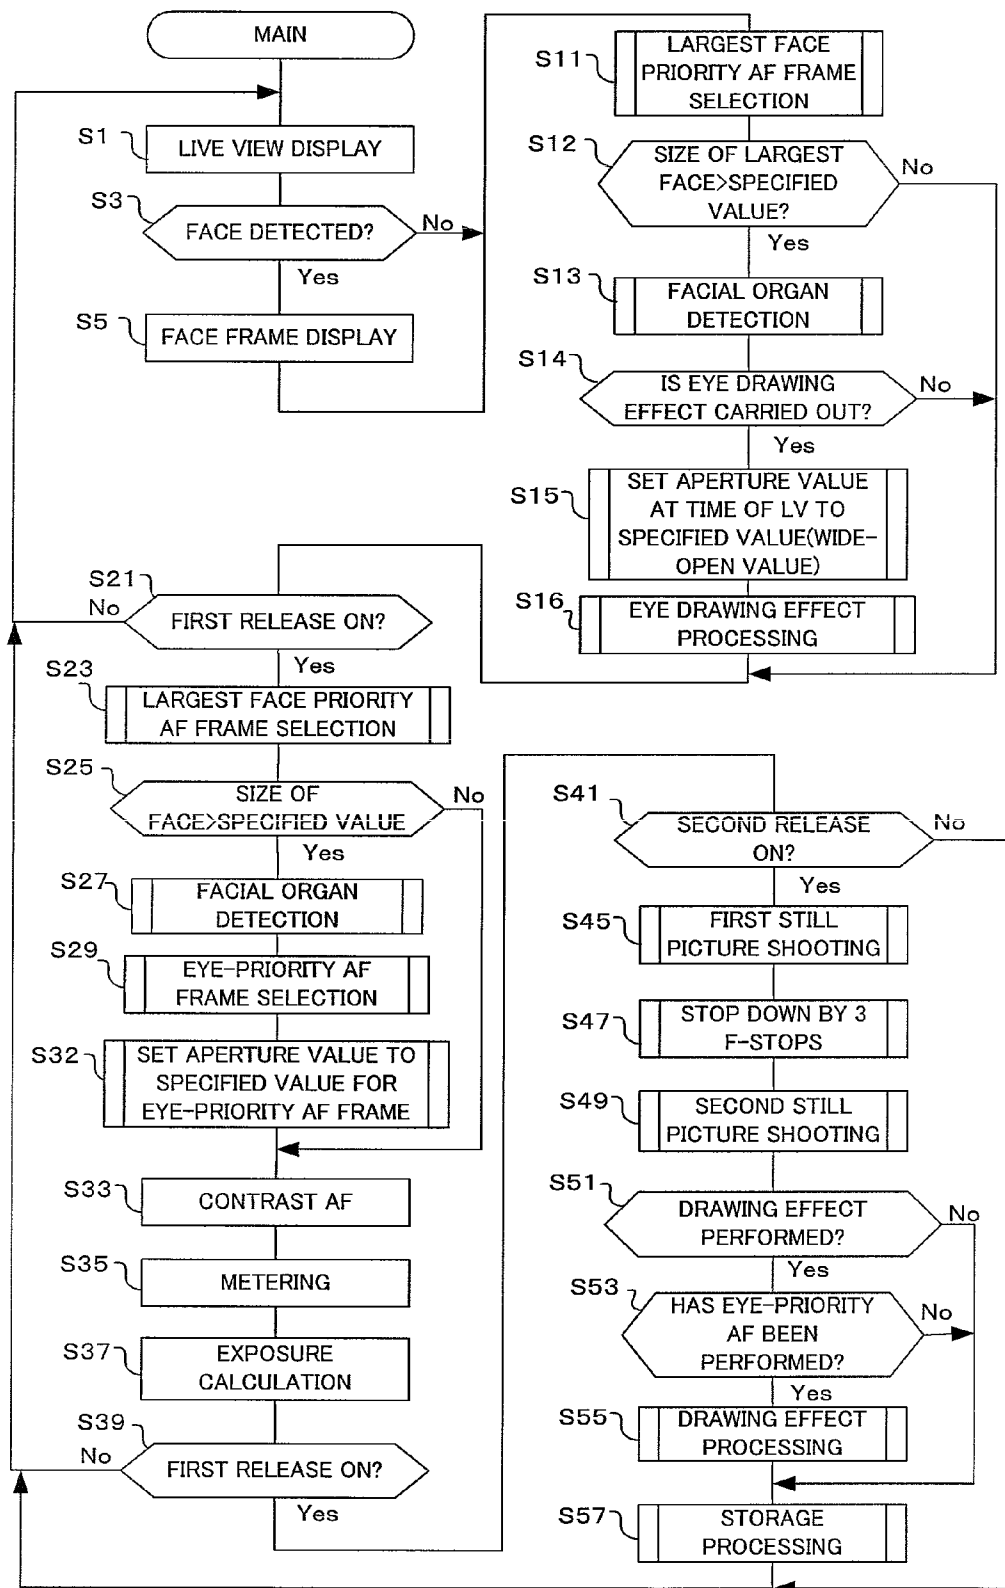 MAIN
S1
LIVE VIEW DISPLAY
S3
FACE DETECTED?
No
Yes
S5
FACE FRAME DISPLAY
S11
LARGEST FACE
PRIORITY AF FRAME
SELECTION
S12
SIZE OF LARGEST
FACE>SPECIFIED
VALUE?
No
Yes
S13
FACIAL ORGAN
DETECTION
S14
IS EYE DRAWING
EFFECT CARRIED OUT?
No
Yes
S15
SET APERTURE VALUE
AT TIME OF LV TO
SPECIFIED VALUE(WIDE-
OPEN VALUE)
S16
EYE DRAWING EFFECT
PROCESSING
S21
No
FIRST RELEASE ON?
Yes
S23
LARGEST FACE PRIORITY
AF FRAME SELECTION
S25
SIZE OF
FACE>SPECIFIED VALUE
No
Yes
S27
FACIAL ORGAN
DETECTION
S29
EYE-PRIORITY AF
FRAME SELECTION
S32
SET APERTURE VALUE TO
SPECIFIED VALUE FOR
EYE-PRIORITY AF FRAME
S33
CONTRAST AF
S35
METERING
S37
EXPOSURE
CALCULATION
S39
No
FIRST RELEASE ON?
Yes
S41
SECOND RELEASE
ON?
No
Yes
S45
FIRST STILL
PICTURE SHOOTING
S47
STOP DOWN BY 3
F-STOPS
S49
SECOND STILL
PICTURE SHOOTING
S51
DRAWING EFFECT
PERFORMED?
No
Yes
S53
HAS EYE-PRIORITY
AF BEEN
PERFORMED?
No
Yes
S55
DRAWING EFFECT
PROCESSING
S57
STORAGE
PROCESSING